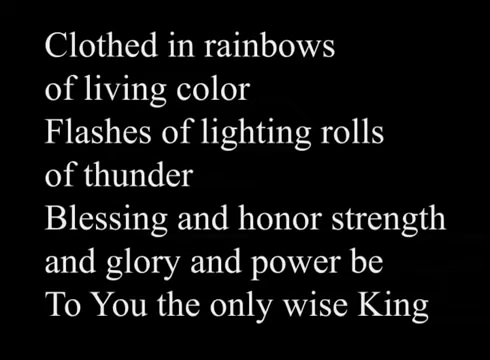 Clothed in rainbows
of living color
Flashes of lighting rolls
of thunder
Blessing and honor strength
and glory and power be
To You the only wise King